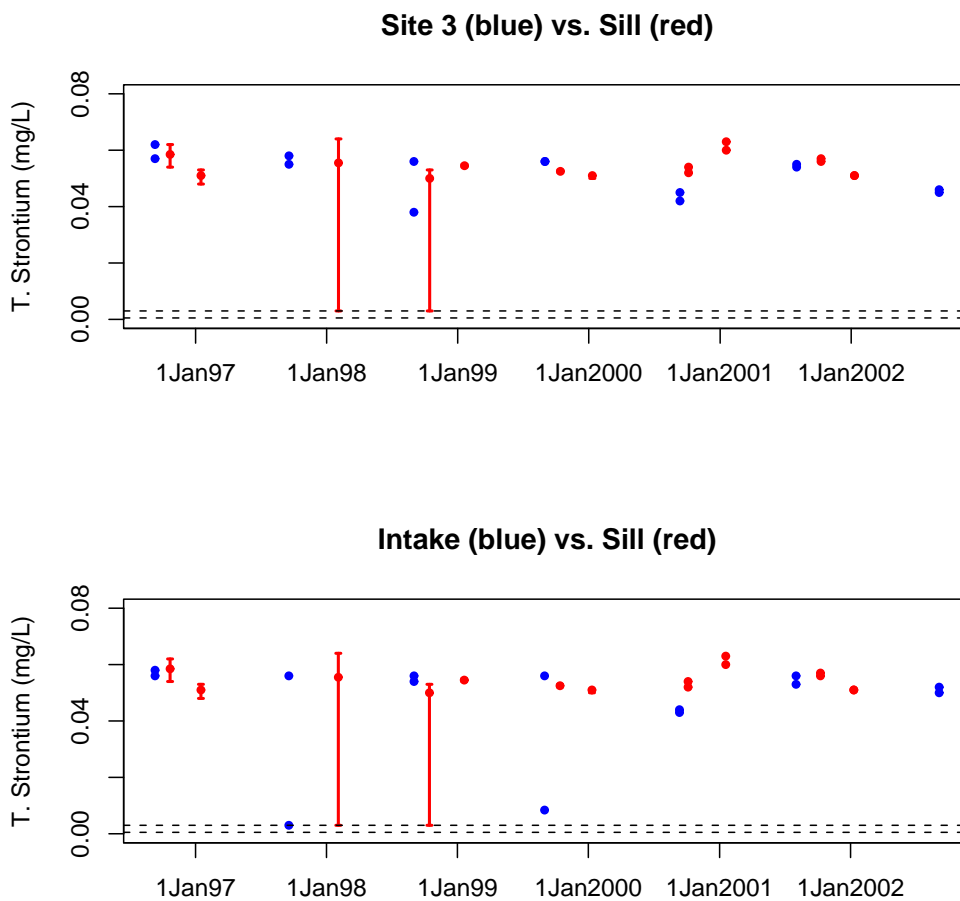 Site 3 (blue) vs. Sill (red)
T. Strontium (mg/L)
0.08
0.04
0.00
1Jan97 1Jan98 1Jan99 1Jan2000 1Jan2001 1Jan2002
Intake (blue) vs. Sill (red)
T. Strontium (mg/L)
0.08
0.04
0.00
1Jan97 1Jan98 1Jan99 1Jan2000 1Jan2001 1Jan2002